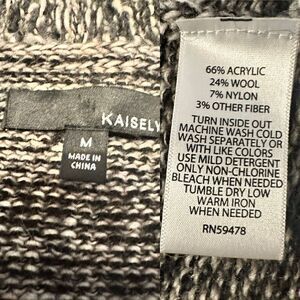 KAISELY
M
MADE IN
CHINA
66% ACRYLIC
24% WOOL
7% NYLON
3% OTHER FIBER
TURN INSIDE OUT
MACHINE WASH COLD
WASH SEPARATELY OR
WITH LIKE COLORS
USE MILD DETERGENT
ONLY NON-CHLORINE
BLEACH WHEN NEEDED
TUMBLE DRY LOW
WARM IRON
WHEN NEEDED
RN59478